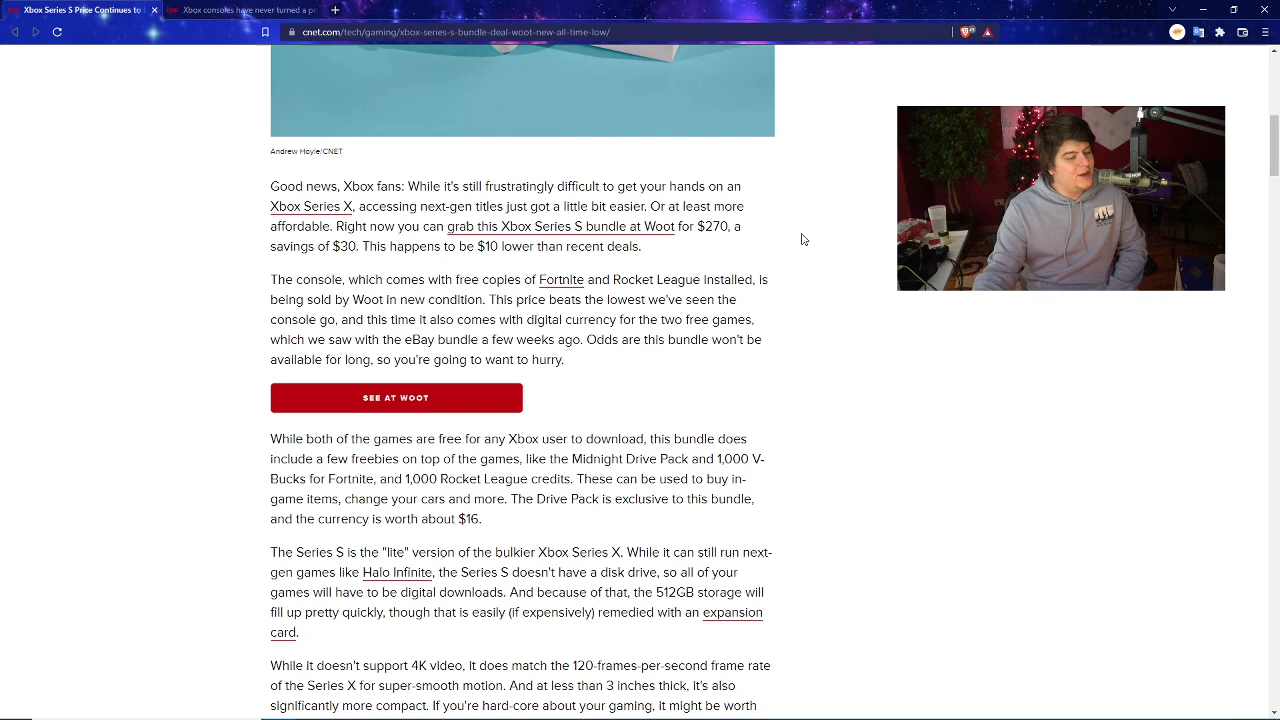 Xbox Series S Price Continues to
Xbox consoles have never turned a pr
cnet.com/tech/gaming/xbox-series-s-bundle-deal-woot-new-all-time-low/
Andrew Hoyle/CNET
Good news, Xbox fans: While it's still frustratingly difficult to get your hands on an
Xbox Series X, accessing next-gen titles just got a little bit easier. Or at least more
affordable. Right now you can grab this Xbox Series S bundle at Woot for $270, a
savings of $30. This happens to be $10 lower than recent deals.
The console, which comes with free copies of Fortnite and Rocket League installed, is
being sold by Woot in new condition. This price beats the lowest we've seen the
console go, and this time it also comes with digital currency for the two free games,
which we saw with the eBay bundle a few weeks ago. Odds are this bundle won't be
available for long, so you're going to want to hurry.
SEE AT WOOT
While both of the games are free for any Xbox user to download, this bundle does
include a few freebies on top of the games, like the Midnight Drive Pack and 1,000 V-
Bucks for Fortnite, and 1,000 Rocket League credits. These can be used to buy in-
game items, change your cars and more. The Drive Pack is exclusive to this bundle,
and the currency is worth about $16.
The Series S is the "lite" version of the bulkier Xbox Series X. While it can still run next-
gen games like Halo Infinite, the Series S doesn't have a disk drive, so all of your
games will have to be digital downloads. And because of that, the 512GB storage will
fill up pretty quickly, though that is easily (if expensively) remedied with an expansion
card.
While it doesn't support 4K video, it does match the 120-frames-per-second frame rate
of the Series X for super-smooth motion. And at less than 3 inches thick, it's also
significantly more compact. If you're hard-core about your gaming, it might be worth